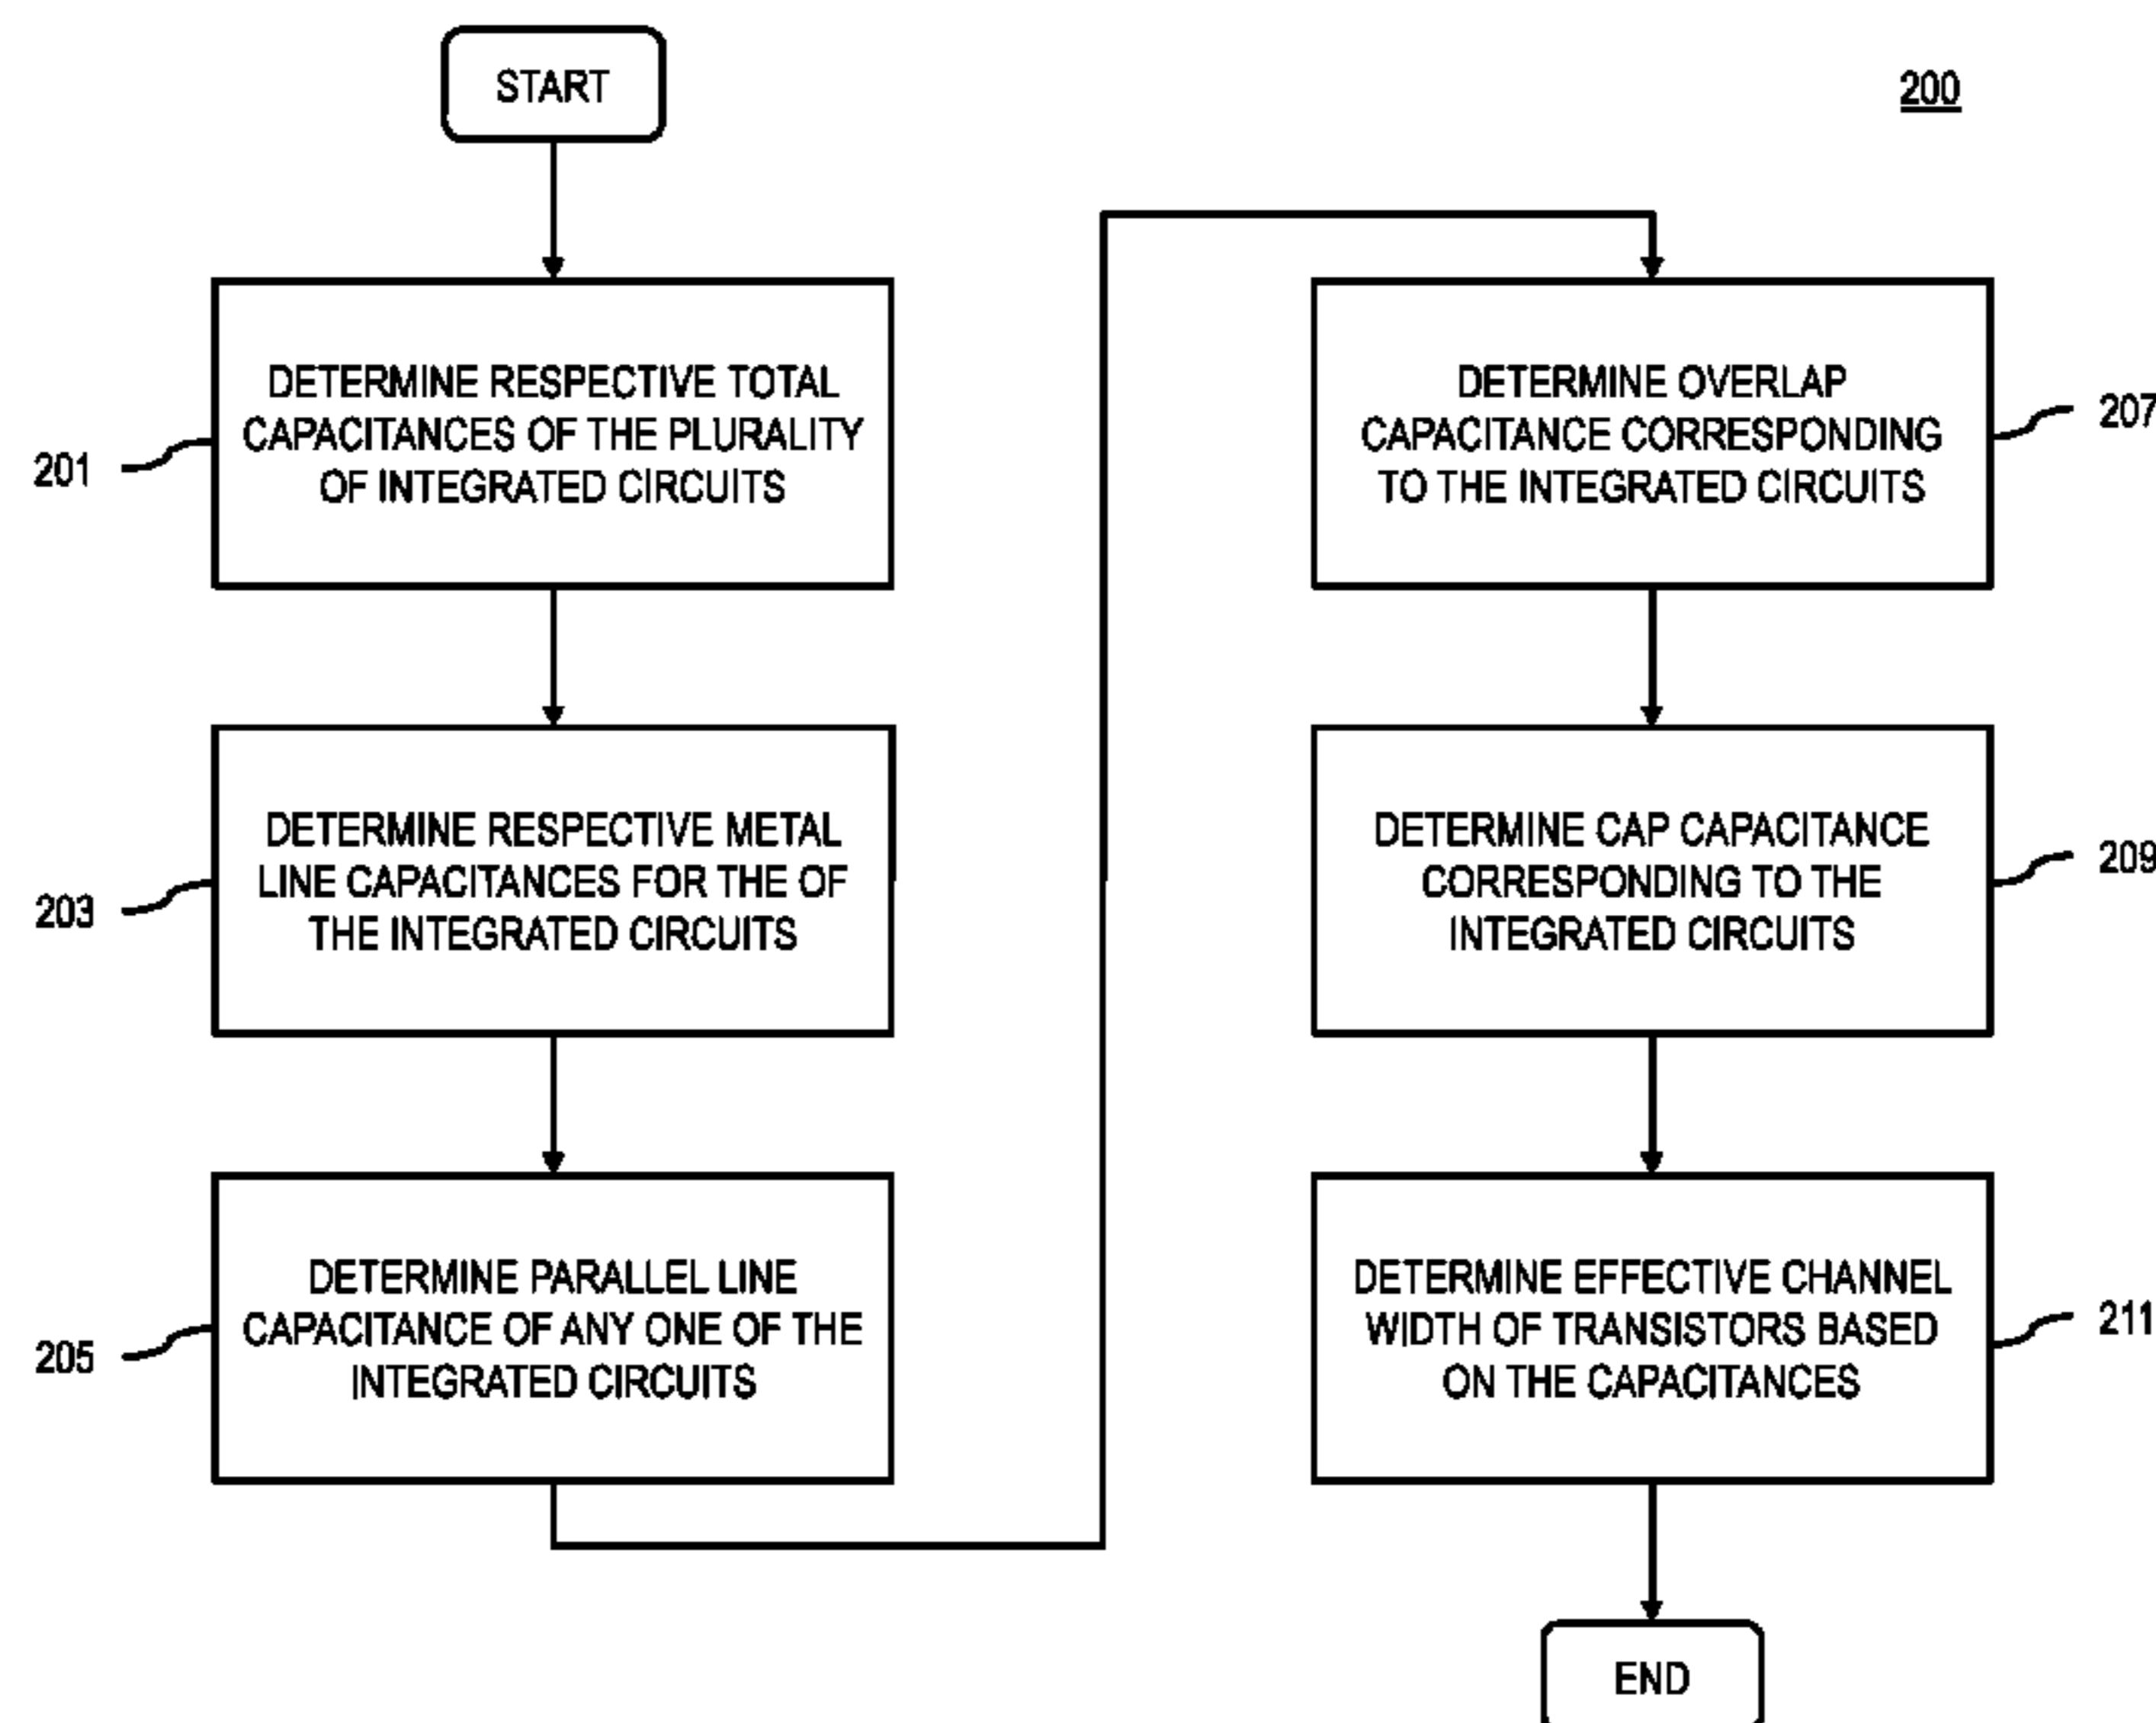 START
200
DETERMINE RESPECTIVE TOTAL
CAPACITANCES OF THE PLURALITY
OF INTEGRATED CIRCUITS
201
DETERMINE RESPECTIVE METAL
LINE CAPACITANCES FOR THE OF
THE INTEGRATED CIRCUITS
203
DETERMINE PARALLEL LINE
CAPACITANCE OF ANY ONE OF THE
INTEGRATED CIRCUITS
205
DETERMINE OVERLAP
CAPACITANCE CORRESPONDING
TO THE INTEGRATED CIRCUITS
207
DETERMINE CAP CAPACITANCE
CORRESPONDING TO THE
INTEGRATED CIRCUITS
209
DETERMINE EFFECTIVE CHANNEL
WIDTH OF TRANSISTORS BASED
ON THE CAPACITANCES
211
END